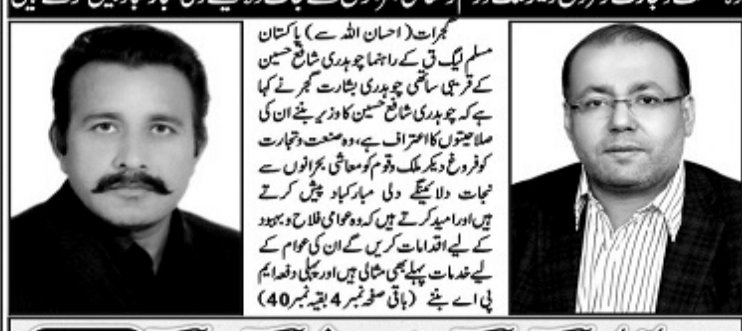 گجرات( احسان اللہ سے) پاکستان
مسلم لیگ ق کے راہنما چوہدری شافع حسین
کے قریبی ساتھی چوہدری بشارت گجر نے کہا
ہے کہ چوہدری شافع حسین کا وزیر بننے ان کی
صلاحیتوں کا اعتراف ہے، وہ صنعت و تجارت
کو فروغ دیکر ملک و قوم کو معاشی بحرانوں سے
نجات دلائینگے دلی مبارکباد پیش کرتے
ہیں اور امید کرتے ہیں کہ وہ عوامی فلاح و بہبود
کے لیے اقدامات کریں گے ان کی عوام کے
لیے خدمات پہلے بھی مثالی ہیں اور پہلی دفعہ ایم
پی اے بننے (باقی صفحہ نمبر 4 بقیہ نمبر 40)